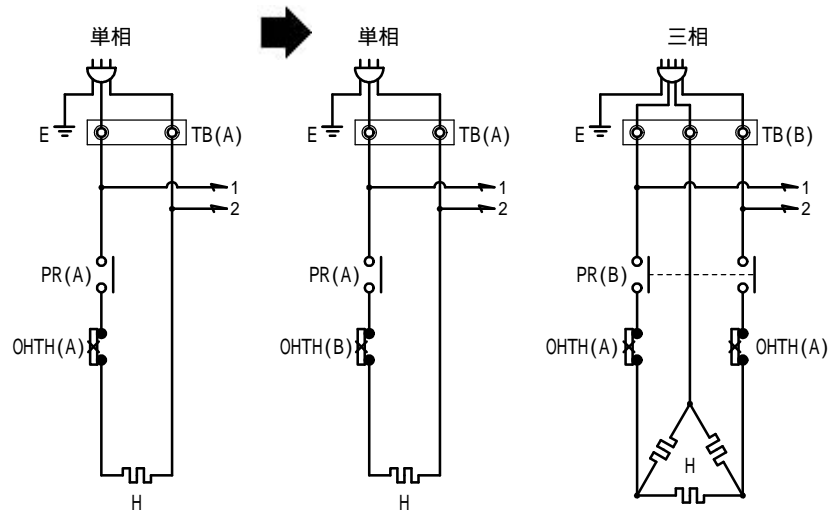 単相
E
TB(A)
1
2
PR(A)
OHTH(A)
H
単相
E
TB(A)
1
2
PR(A)
OHTH(B)
H
三相
E
TB(B)
1
2
PR(B)
OHTH(A)
OHTH(A)
H